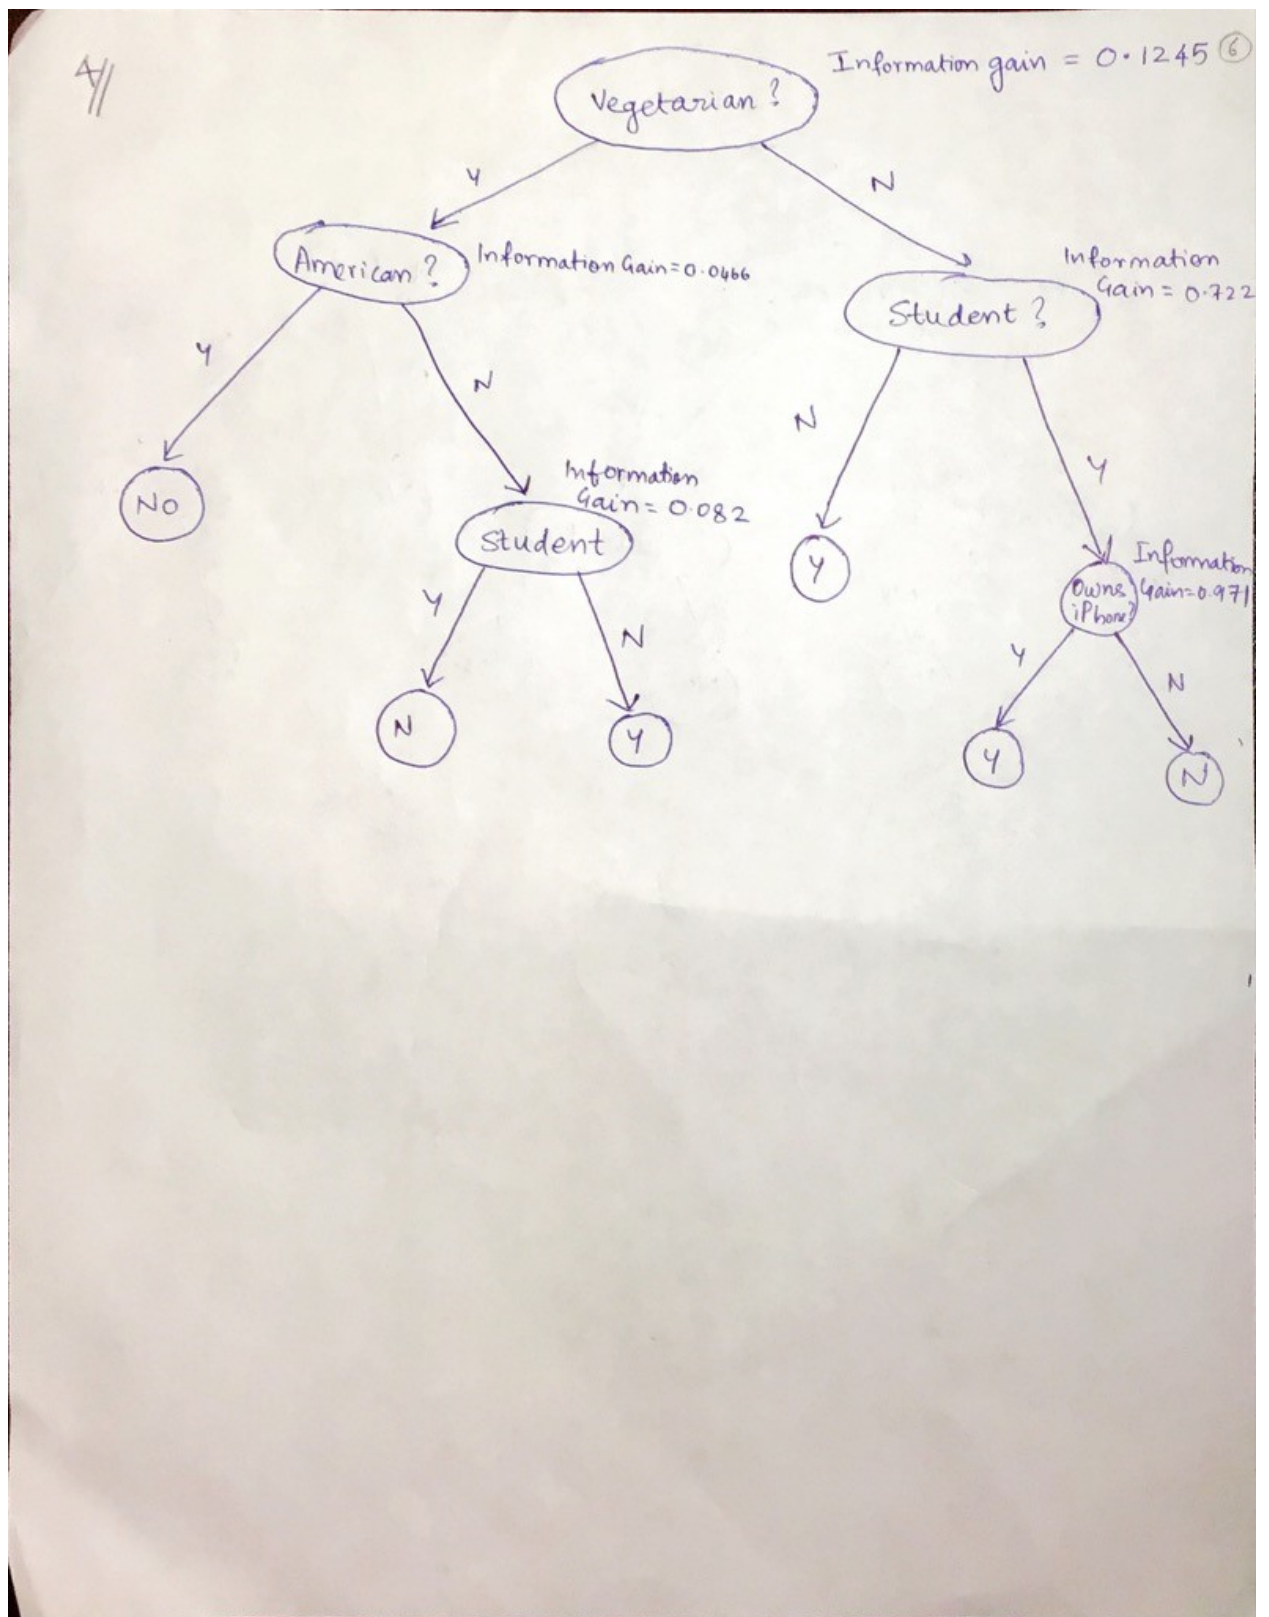 4
Information gain = 0.1245 6
Vegetarian ?
Y
N
American ?
Information Gain=0.0466
Information
Gain = 0.722
Student ?
Y
N
N
Y
NO
Information
Gain = 0.082
Student
Y
Information
Gain=0.971
Owns
iPhone?
Y
N
Y
N
N
Y
Y
N